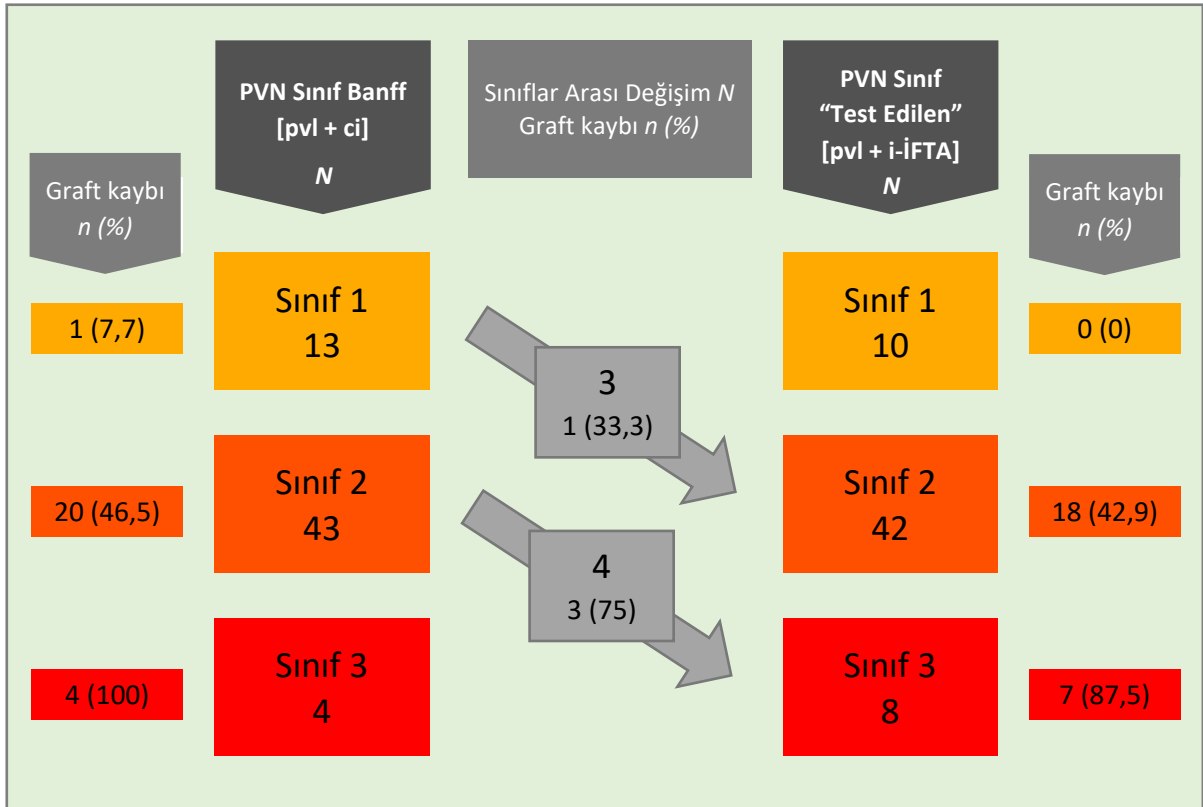 PVN Sınıf Banff
[pvl + ci]
N
Sınıflar Arası Değişim N
Graft kaybı n (%)
PVN Sınıf
“Test Edilen”
[pvl + i-İFTA]
N
Graft kaybı
n (%)
Graft kaybı
n (%)
1 (7,7)
Sınıf 1
13
3
1 (33,3)
Sınıf 1
10
0 (0)
20 (46,5)
Sınıf 2
43
4
3 (75)
Sınıf 2
42
18 (42,9)
4 (100)
Sınıf 3
4
Sınıf 3
8
7 (87,5)